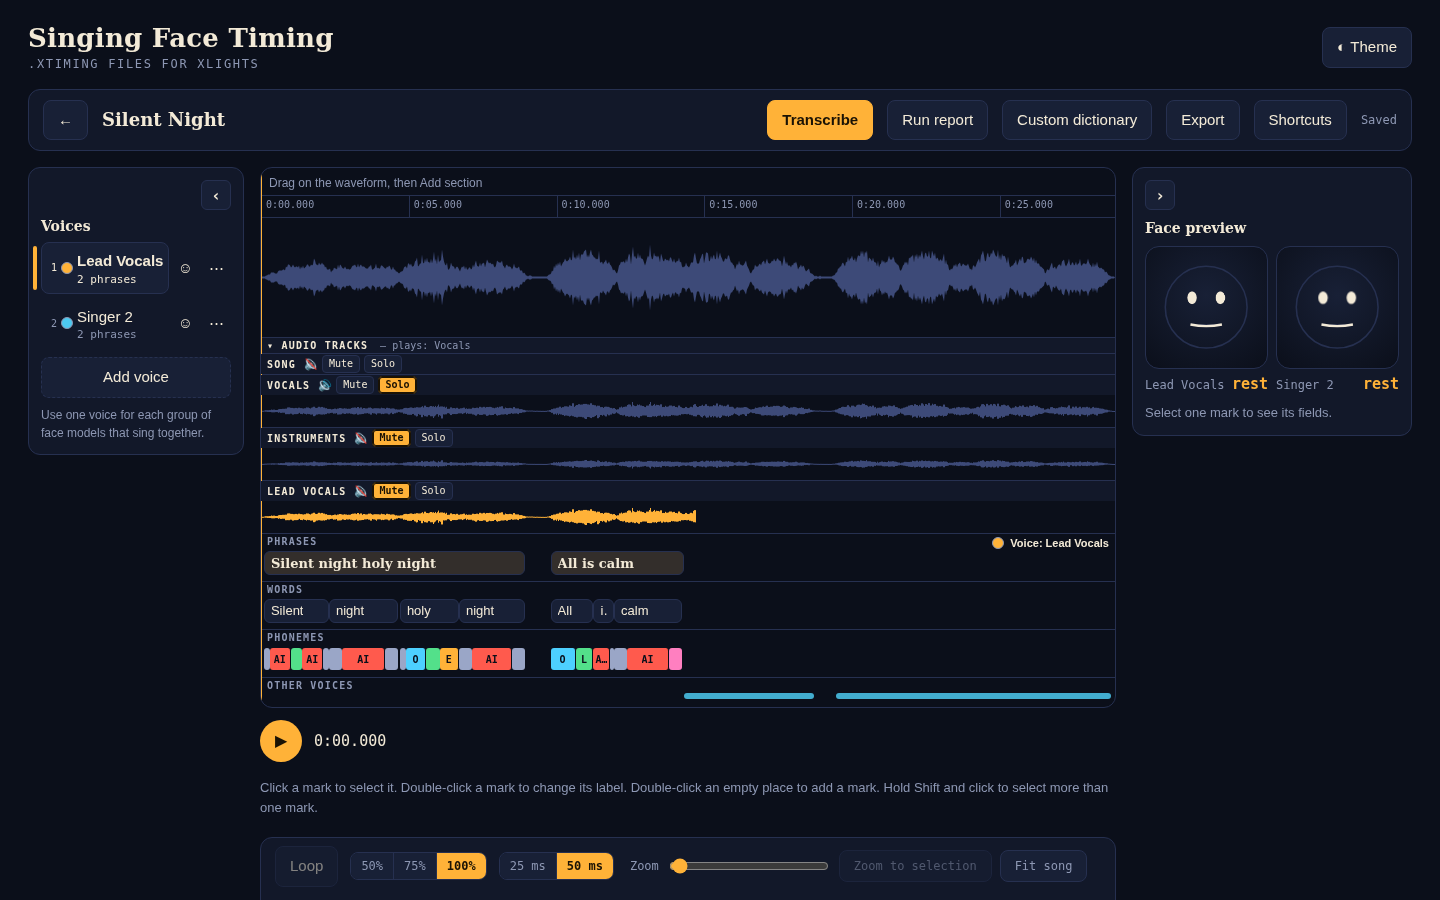 Singing Face Timing
.XTIMING FILES FOR XLIGHTS
Theme
←
Silent Night
Transcribe
Run report
Custom dictionary
Export
Shortcuts
Saved
‹
Voices
1
Lead Vocals
2 phrases
2
Singer 2
2 phrases
Add voice
Use one voice for each group of
face models that sing together.
Drag on the waveform, then Add section
0:00.000
0:05.000
0:10.000
0:15.000
0:20.000
0:25.000
▾ AUDIO TRACKS — plays: Vocals
SONG Mute Solo
VOCALS Mute Solo
INSTRUMENTS Mute Solo
LEAD VOCALS Mute Solo
PHRASES
Voice: Lead Vocals
Silent night holy night
All is calm
WORDS
Silent night holy night All i. calm
PHONEMES
AI AI AI O E AI O L A… AI
OTHER VOICES
0:00.000
Click a mark to select it. Double-click a mark to change its label. Double-click an empty place to add a mark. Hold Shift and click to select more than
one mark.
Loop
50% 75% 100%
25 ms 50 ms
Zoom
Zoom to selection
Fit song
›
Face preview
Lead Vocals rest
Singer 2 rest
Select one mark to see its fields.